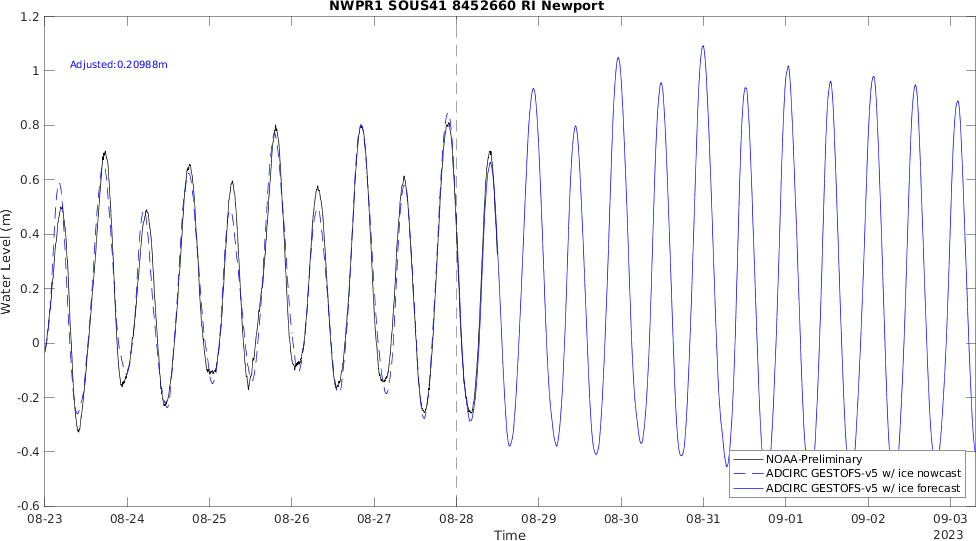 NWPR1 SOUS41 8452660 RI Newport
1.2
1
0.8
0.6
0.4
0.2
0
-0.2
-0.4
-0.6
Water Level (m)
Adjusted:0.20988m
NOAA-Preliminary
ADCIRC GESTOFS-v5 w/ ice nowcast
ADCIRC GESTOFS-v5 w/ ice forecast
08-23 08-24 08-25 08-26 08-27 08-28 08-29 08-30 08-31 09-01 09-02 09-03
Time 2023